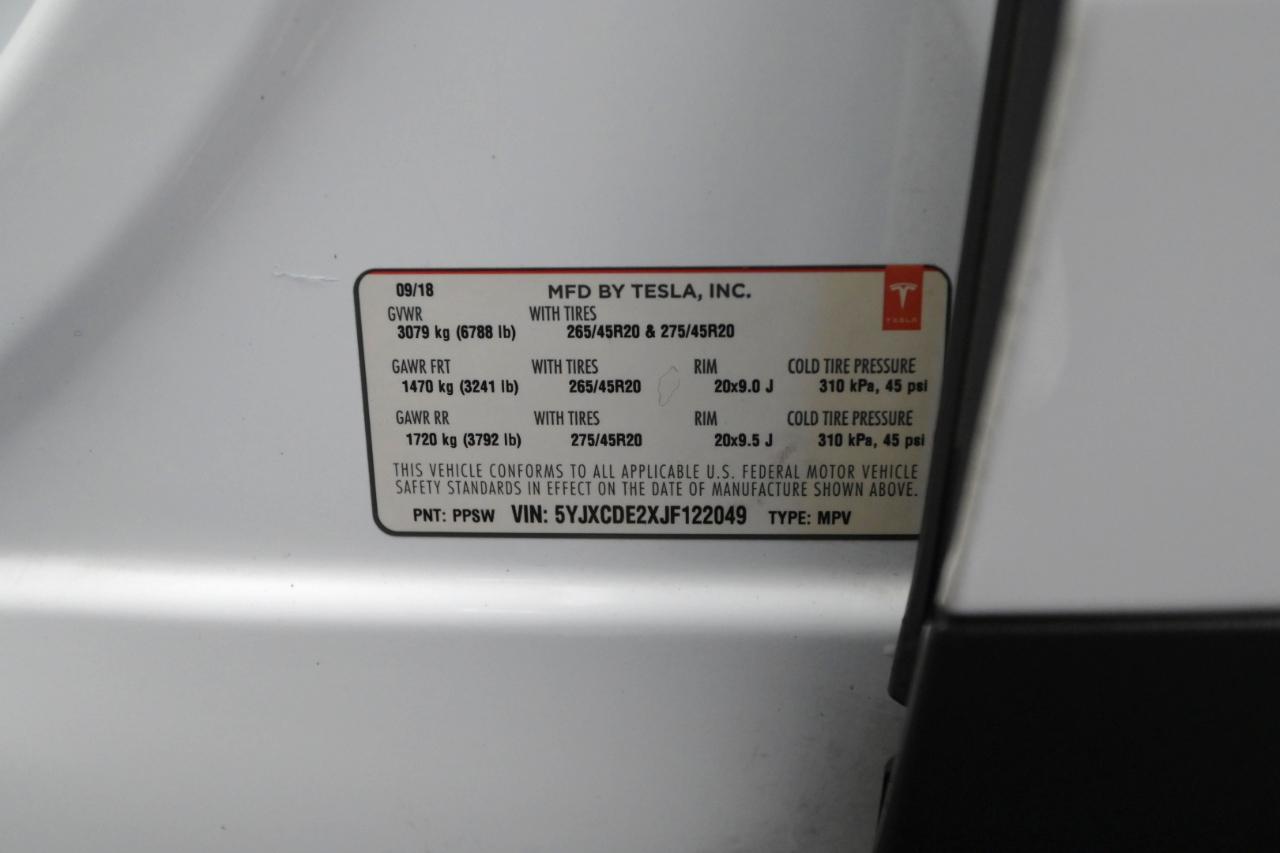 09/18 MFD BY TESLA, INC.
TESLA
GVWR WITH TIRES
3079 kg (6788 lb) 265/45R20 & 275/45R20
GAWR FRT WITH TIRES RIM COLD TIRE PRESSURE
1470 kg (3241 lb) 265/45R20 20x9.0 J 310 kPa, 45 psi
GAWR RR WITH TIRES RIM COLD TIRE PRESSURE
1720 kg (3792 lb) 275/45R20 20x9.5 J 310 kPa, 45 psi
THIS VEHICLE CONFORMS TO ALL APPLICABLE U.S. FEDERAL MOTOR VEHICLE
SAFETY STANDARDS IN EFFECT ON THE DATE OF MANUFACTURE SHOWN ABOVE.
PNT: PPSW VIN: 5YJXCDE2XJF122049 TYPE: MPV